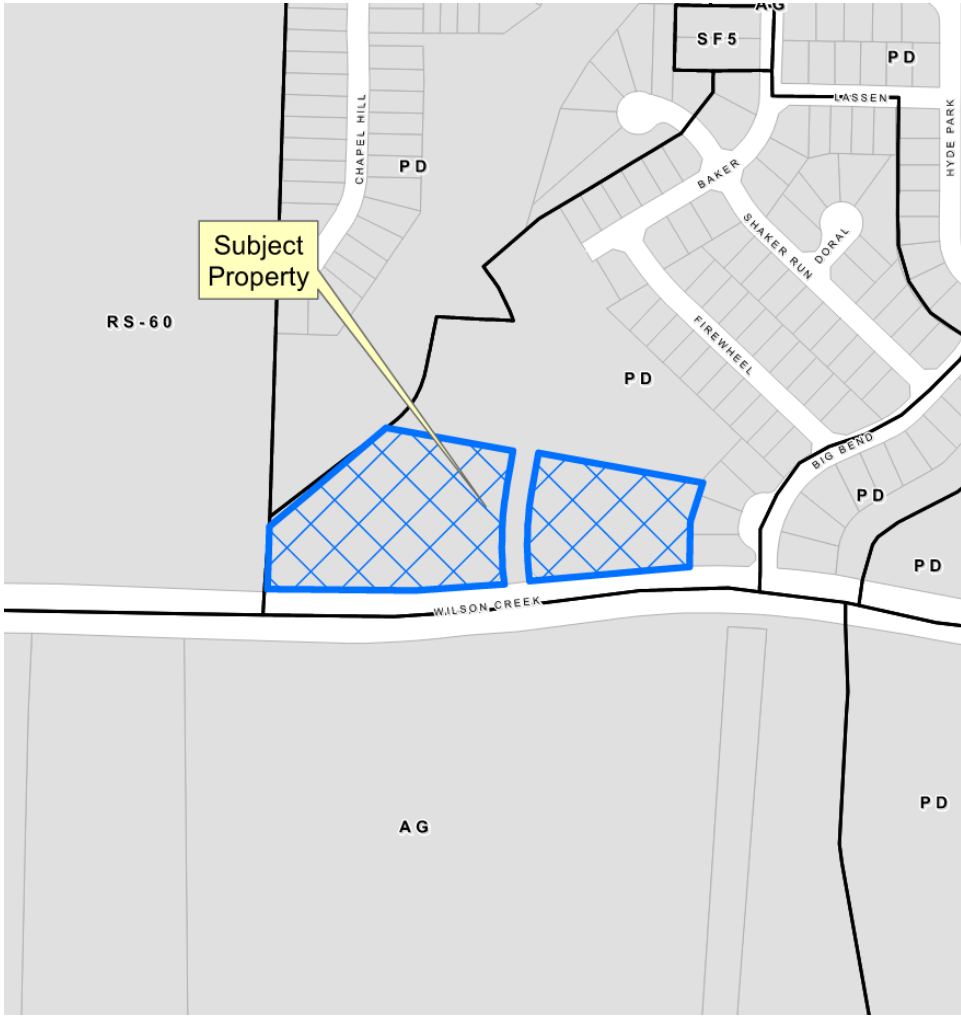 AG
SF5
PD
LASSEN
HYDE PARK
CHAPEL HILL
PD
BAKER
SHAKER RUN
DORAL
Subject
Property
RS-60
FIREWHEEL
PD
BIG BEND
PD
PD
WILSON CREEK
AG
PD